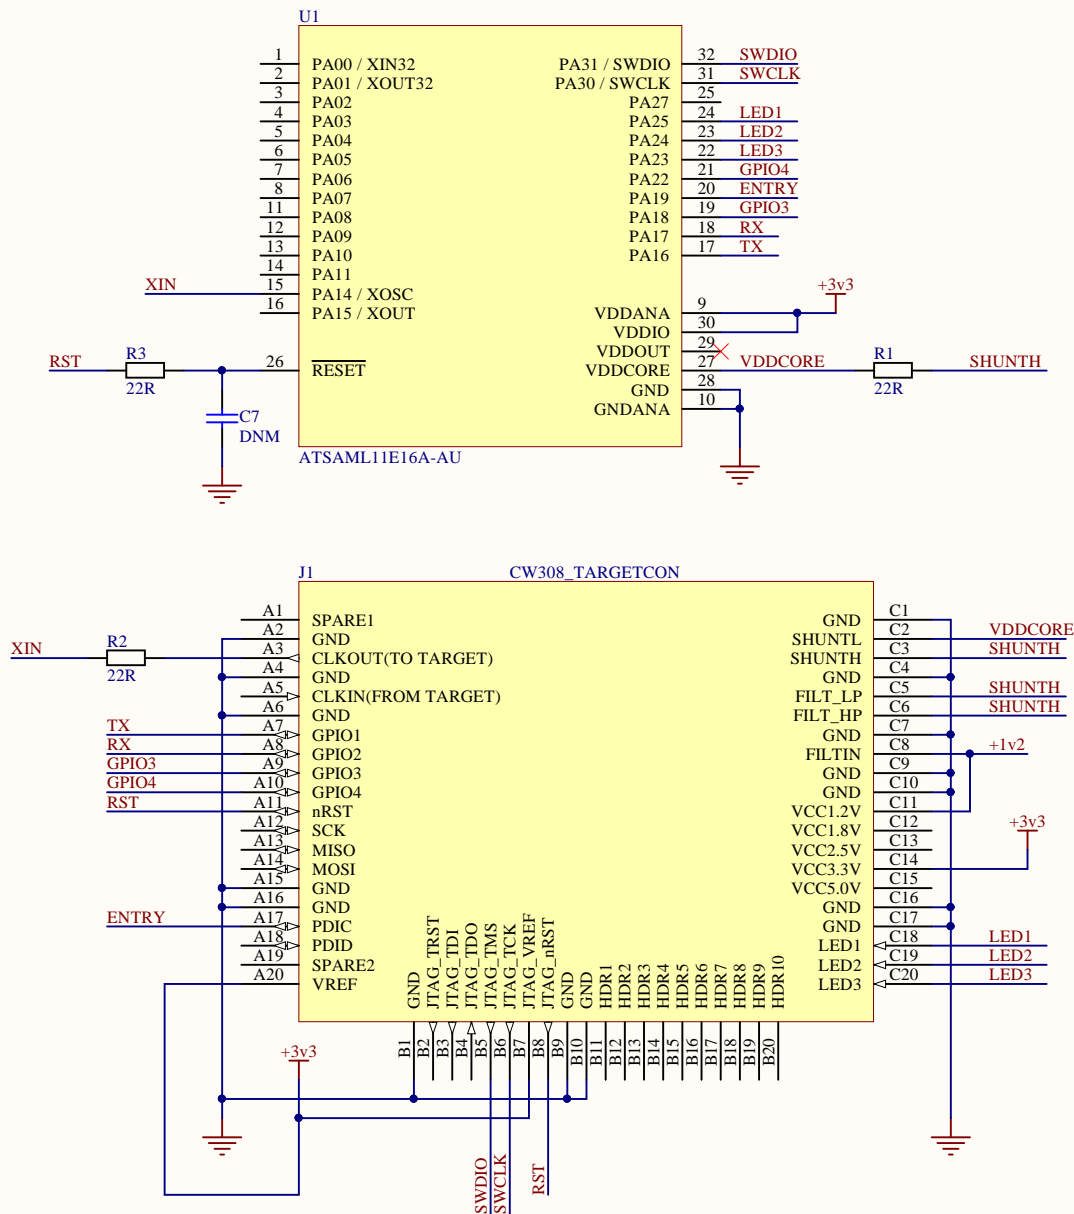 U1
1 PA00 / XIN32 PA31 / SWDIO 32 SWDIO
2 PA01 / XOUT32 PA30 / SWCLK 31 SWCLK
3 PA02 PA27 25
4 PA03 PA25 24 LED1
5 PA04 PA24 23 LED2
6 PA05 PA23 22 LED3
7 PA06 PA22 21 GPIO4
8 PA07 PA19 20 ENTRY
11 PA08 PA18 19 GPIO3
12 PA09 PA17 18 RX
13 PA10 PA16 17 TX
14 PA11
XIN 15 PA14 / XOSC +3v3
16 PA15 / XOUT VDDANA 9
VDDIO 30
VDDOUT 29
RST R3 22R 26 RESET VDDCORE 27 VDDCORE R1 22R SHUNTH
GND 28
GNDANA 10
C7
DNM
ATSAML11E16A-AU
J1 CW308_TARGETCON
A1 SPARE1 GND C1
A2 GND SHUNTL C2 VDDCORE
XIN R2 22R A3 CLKOUT(TO TARGET) SHUNTH C3 SHUNTH
A4 GND GND C4
A5 CLKIN(FROM TARGET) FILT_LP C5 SHUNTH
A6 GND FILT_HP C6 SHUNTH
TX A7 GPIO1 GND C7
RX A8 GPIO2 FILTIN C8 +1v2
GPIO3 A9 GPIO3 GND C9
GPIO4 A10 GPIO4 GND C10
RST A11 nRST VCC1.2V C11
A12 SCK VCC1.8V C12 +3v3
A13 MISO VCC2.5V C13
A14 MOSI VCC3.3V C14
A15 GND VCC5.0V C15
A16 GND GND C16
ENTRY A17 PDIC GND C17
A18 PDID LED1 C18 LED1
A19 SPARE2 LED2 C19 LED2
A20 VREF LED3 C20 LED3
GND JTAG_TRST JTAG_TDI JTAG_TDO JTAG_TMS JTAG_TCK JTAG_VREF JTAG_nRST GND GND HDR1 HDR2 HDR3 HDR4 HDR5 HDR6 HDR7 HDR8 HDR9 HDR10
B1 B2 B3 B4 B5 B6 B7 B8 B9 B10 B11 B12 B13 B14 B15 B16 B17 B18 B19 B20
+3v3
SWDIO SWCLK RST